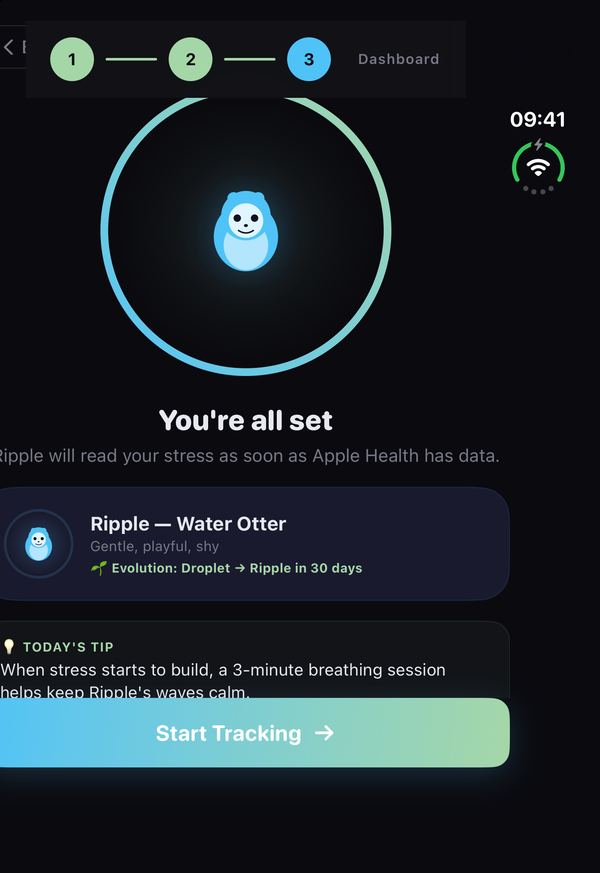 1
2
3
Dashboard
09:41
You're all set
Ripple will read your stress as soon as Apple Health has data.
Ripple — Water Otter
Gentle, playful, shy
Evolution: Droplet → Ripple in 30 days
TODAY'S TIP
When stress starts to build, a 3-minute breathing session
helps keep Ripple's waves calm.
Start Tracking →